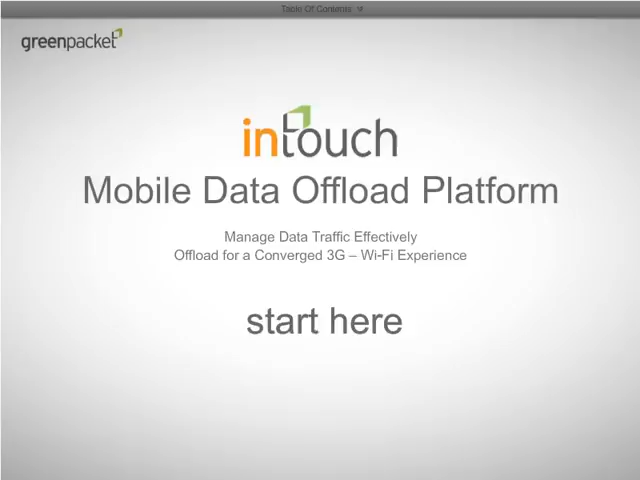 Table Of Contents
greenpacket
intouch
Mobile Data Offload Platform
Manage Data Traffic Effectively
Offload for a Converged 3G – Wi-Fi Experience
start here